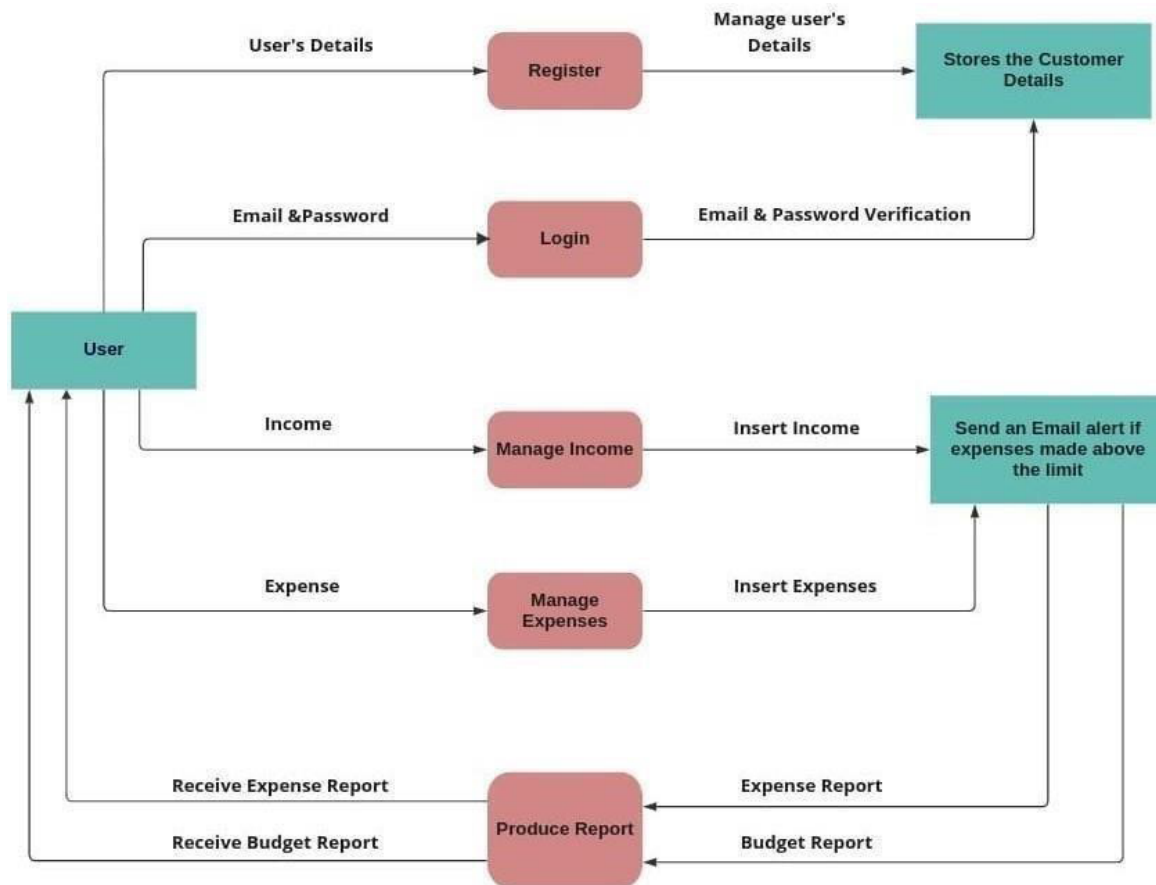 User's Details
Manage user's
Details
Register
Stores the Customer
Details
Email &Password
Login
Email & Password Verification
User
Income
Manage Income
Insert Income
Send an Email alert if
expenses made above
the limit
Expense
Manage
Expenses
Insert Expenses
Receive Expense Report
Expense Report
Produce Report
Receive Budget Report
Budget Report